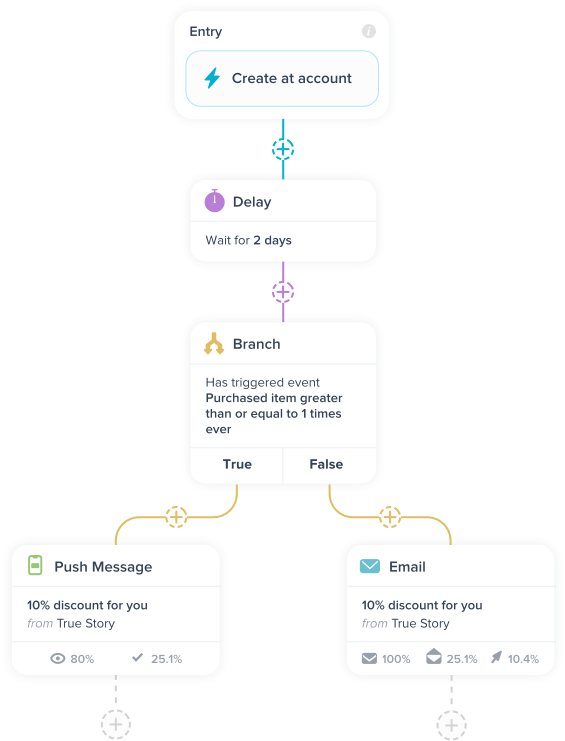 Entry
Create at account
Delay
Wait for 2 days
Branch
Has triggered event
Purchased item greater
than or equal to 1 times
ever
True
False
Push Message
10% discount for you
from True Story
80%
25.1%
Email
10% discount for you
from True Story
100%
25.1%
10.4%